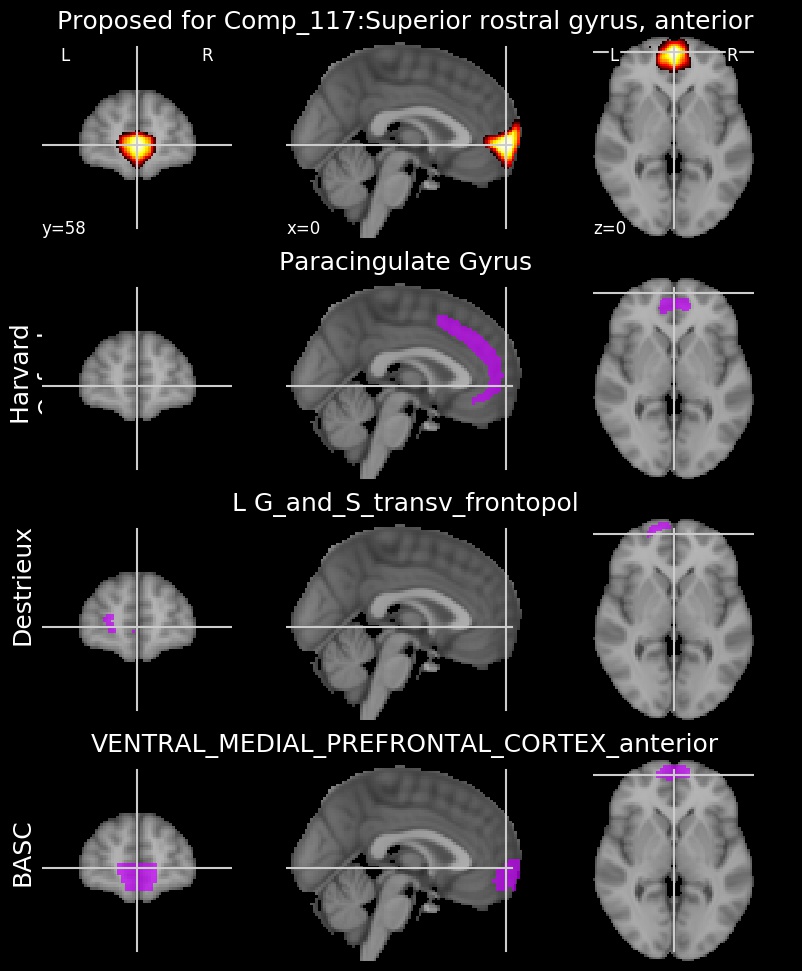 Proposed for Comp_117:Superior rostral gyrus, anterior
L R L R
y=58 x=0 z=0
Paracingulate Gyrus
Harvard
L G_and_S_transv_frontopol
Destrieux
VENTRAL_MEDIAL_PREFRONTAL_CORTEX_anterior
BASC